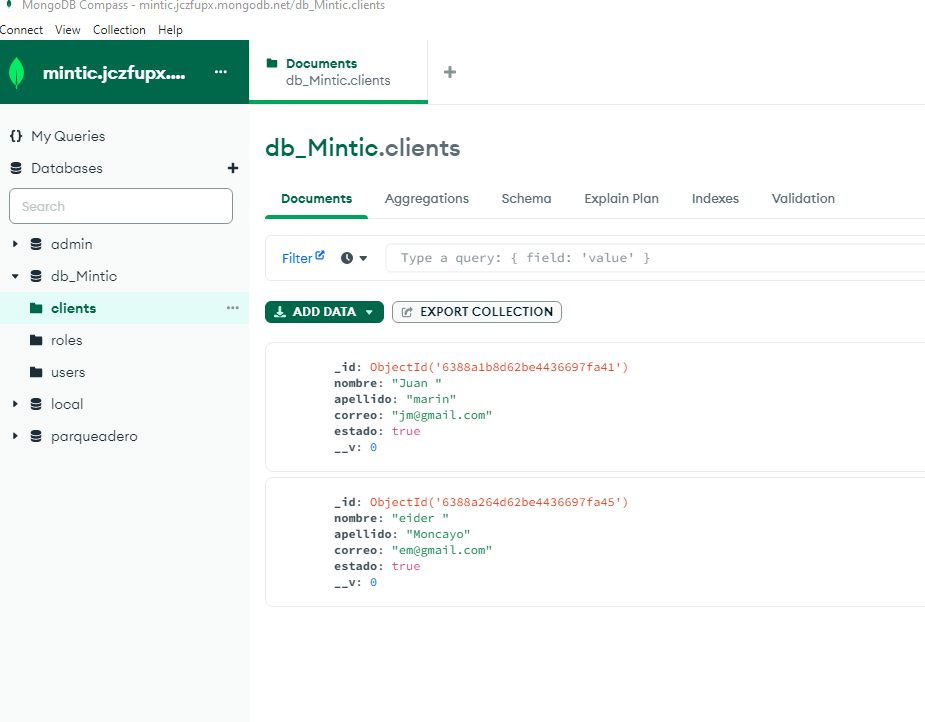 MongoDB Compass - mintic.jczfupx.mongodb.net/db_Mintic.clients
Connect View Collection Help
mintic.jczfupx.... ...
Documents
db_Mintic.clients
+
{} My Queries
Databases +
Search
admin
db_Mintic
clients ...
roles
users
local
parqueadero
db_Mintic.clients
Documents Aggregations Schema Explain Plan Indexes Validation
Filter Type a query: { field: 'value' }
ADD DATA EXPORT COLLECTION
_id: ObjectId('6388a1b8d62be4436697fa41')
nombre: "Juan "
apellido: "marin"
correo: "jm@gmail.com"
estado: true
__v: 0
_id: ObjectId('6388a264d62be4436697fa45')
nombre: "eider "
apellido: "Moncayo"
correo: "em@gmail.com"
estado: true
__v: 0